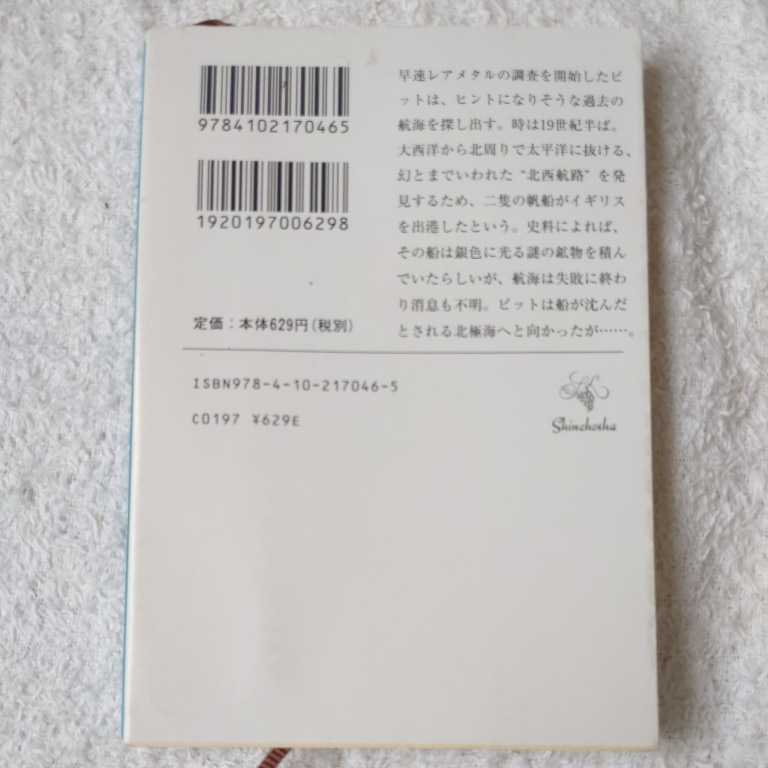 9784102170465
1920197006298
定価：本体629円（税別）
早速レアメタルの調査を開始したピ
ットは、ヒントになりそうな過去の
航海を探し出す。時は19世紀半ば。
大西洋から北周りで太平洋に抜ける、
幻とまでいわれた“北西航路”を発
見するため、二隻の帆船がイギリス
を出港したという。史料によれば、
その船は銀色に光る謎の鉱物を積ん
でいたらしいが、航海は失敗に終わ
り消息も不明。ピットは船が沈んだ
とされる北極海へと向かったが……。
ISBN978-4-10-217046-5
C0197 ¥629E
Shinchosha